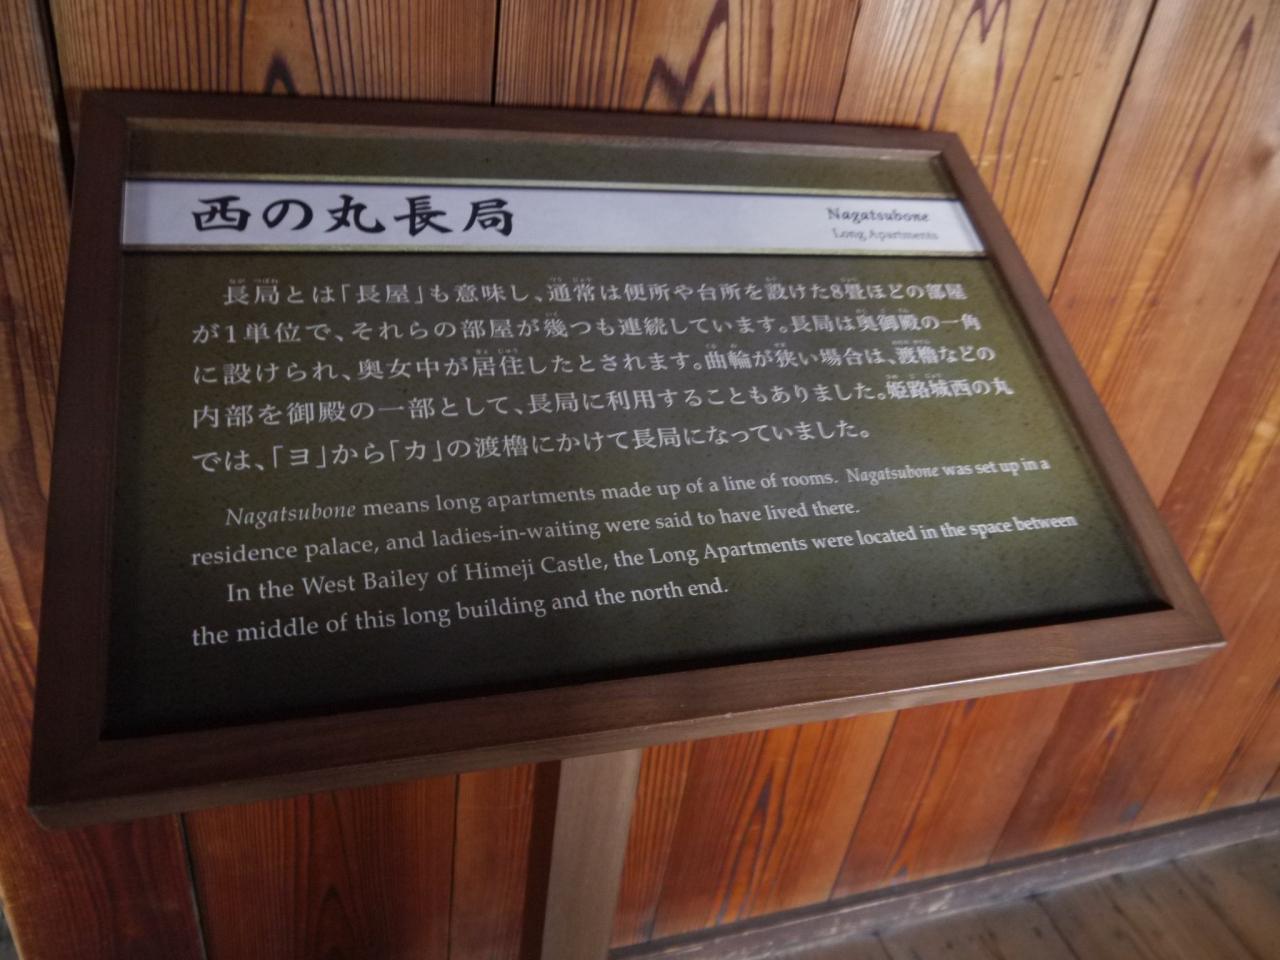 西の丸長局
Nagatsubone
Long Apartments
長局とは「長屋」も意味し、通常は便所や台所を設けた8畳ほどの部屋
が1単位で、それらの部屋が幾つも連続しています。長局は奥御殿の一角
に設けられ、奥女中が居住したとされます。曲輪が狭い場合は、渡櫓などの
内部を御殿の一部として、長局に利用することもありました。姫路城西の丸
では、「ヨ」から「カ」の渡櫓にかけて長局になっていました。
Nagatsubone means long apartments made up of a line of rooms. Nagatsubone was set up in a
residence palace, and ladies-in-waiting were said to have lived there.
In the West Bailey of Himeji Castle, the Long Apartments were located in the space between
the middle of this long building and the north end.